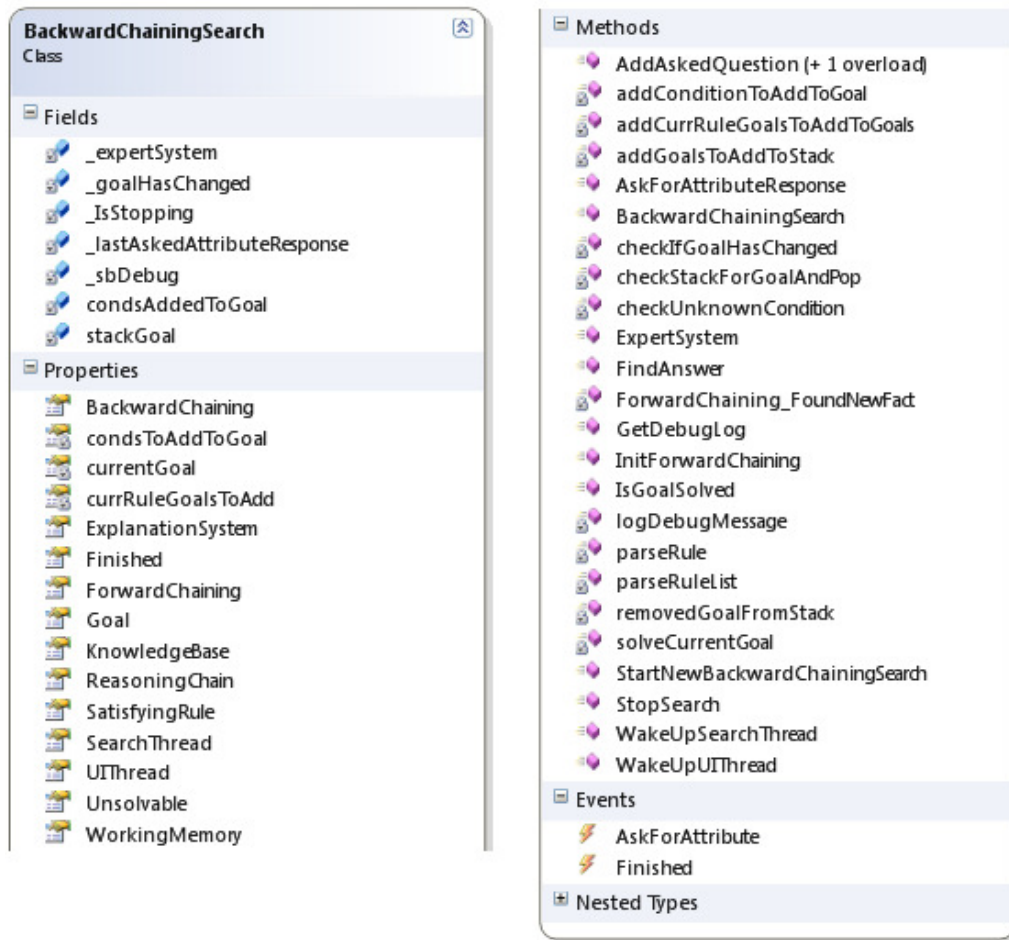 BackwardChainingSearch
Class
Fields
_expertSystem
_goalHasChanged
_IsStopping
_lastAskedAttributeResponse
_sbDebug
condsAddedToGoal
stackGoal
Properties
BackwardChaining
condsToAddToGoal
currentGoal
currRuleGoalsToAdd
ExplanationSystem
Finished
ForwardChaining
Goal
KnowledgeBase
ReasoningChain
SatisfyingRule
SearchThread
UIThread
Unsolvable
WorkingMemory
Methods
AddAskedQuestion (+ 1 overload)
addConditionToAddToGoal
addCurrRuleGoalsToAddToGoals
addGoalsToAddToStack
AskForAttributeResponse
BackwardChainingSearch
checkIfGoalHasChanged
checkStackForGoalAndPop
checkUnknownCondition
ExpertSystem
FindAnswer
ForwardChaining_FoundNewFact
GetDebugLog
InitForwardChaining
IsGoalSolved
logDebugMessage
parseRule
parseRuleList
removedGoalFromStack
solveCurrentGoal
StartNewBackwardChainingSearch
StopSearch
WakeUpSearchThread
WakeUpUIThread
Events
AskForAttribute
Finished
Nested Types